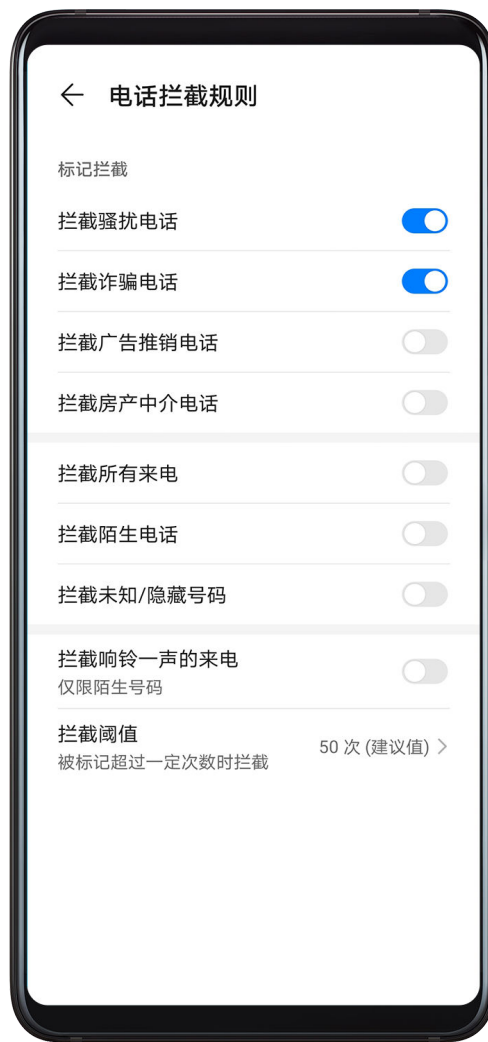 电话拦截规则
标记拦截
拦截骚扰电话
拦截诈骗电话
拦截广告推销电话
拦截房产中介电话
拦截所有来电
拦截陌生电话
拦截未知/隐藏号码
拦截响铃一声的来电
仅限陌生号码
拦截阈值
被标记超过一定次数时拦截
50 次 (建议值)